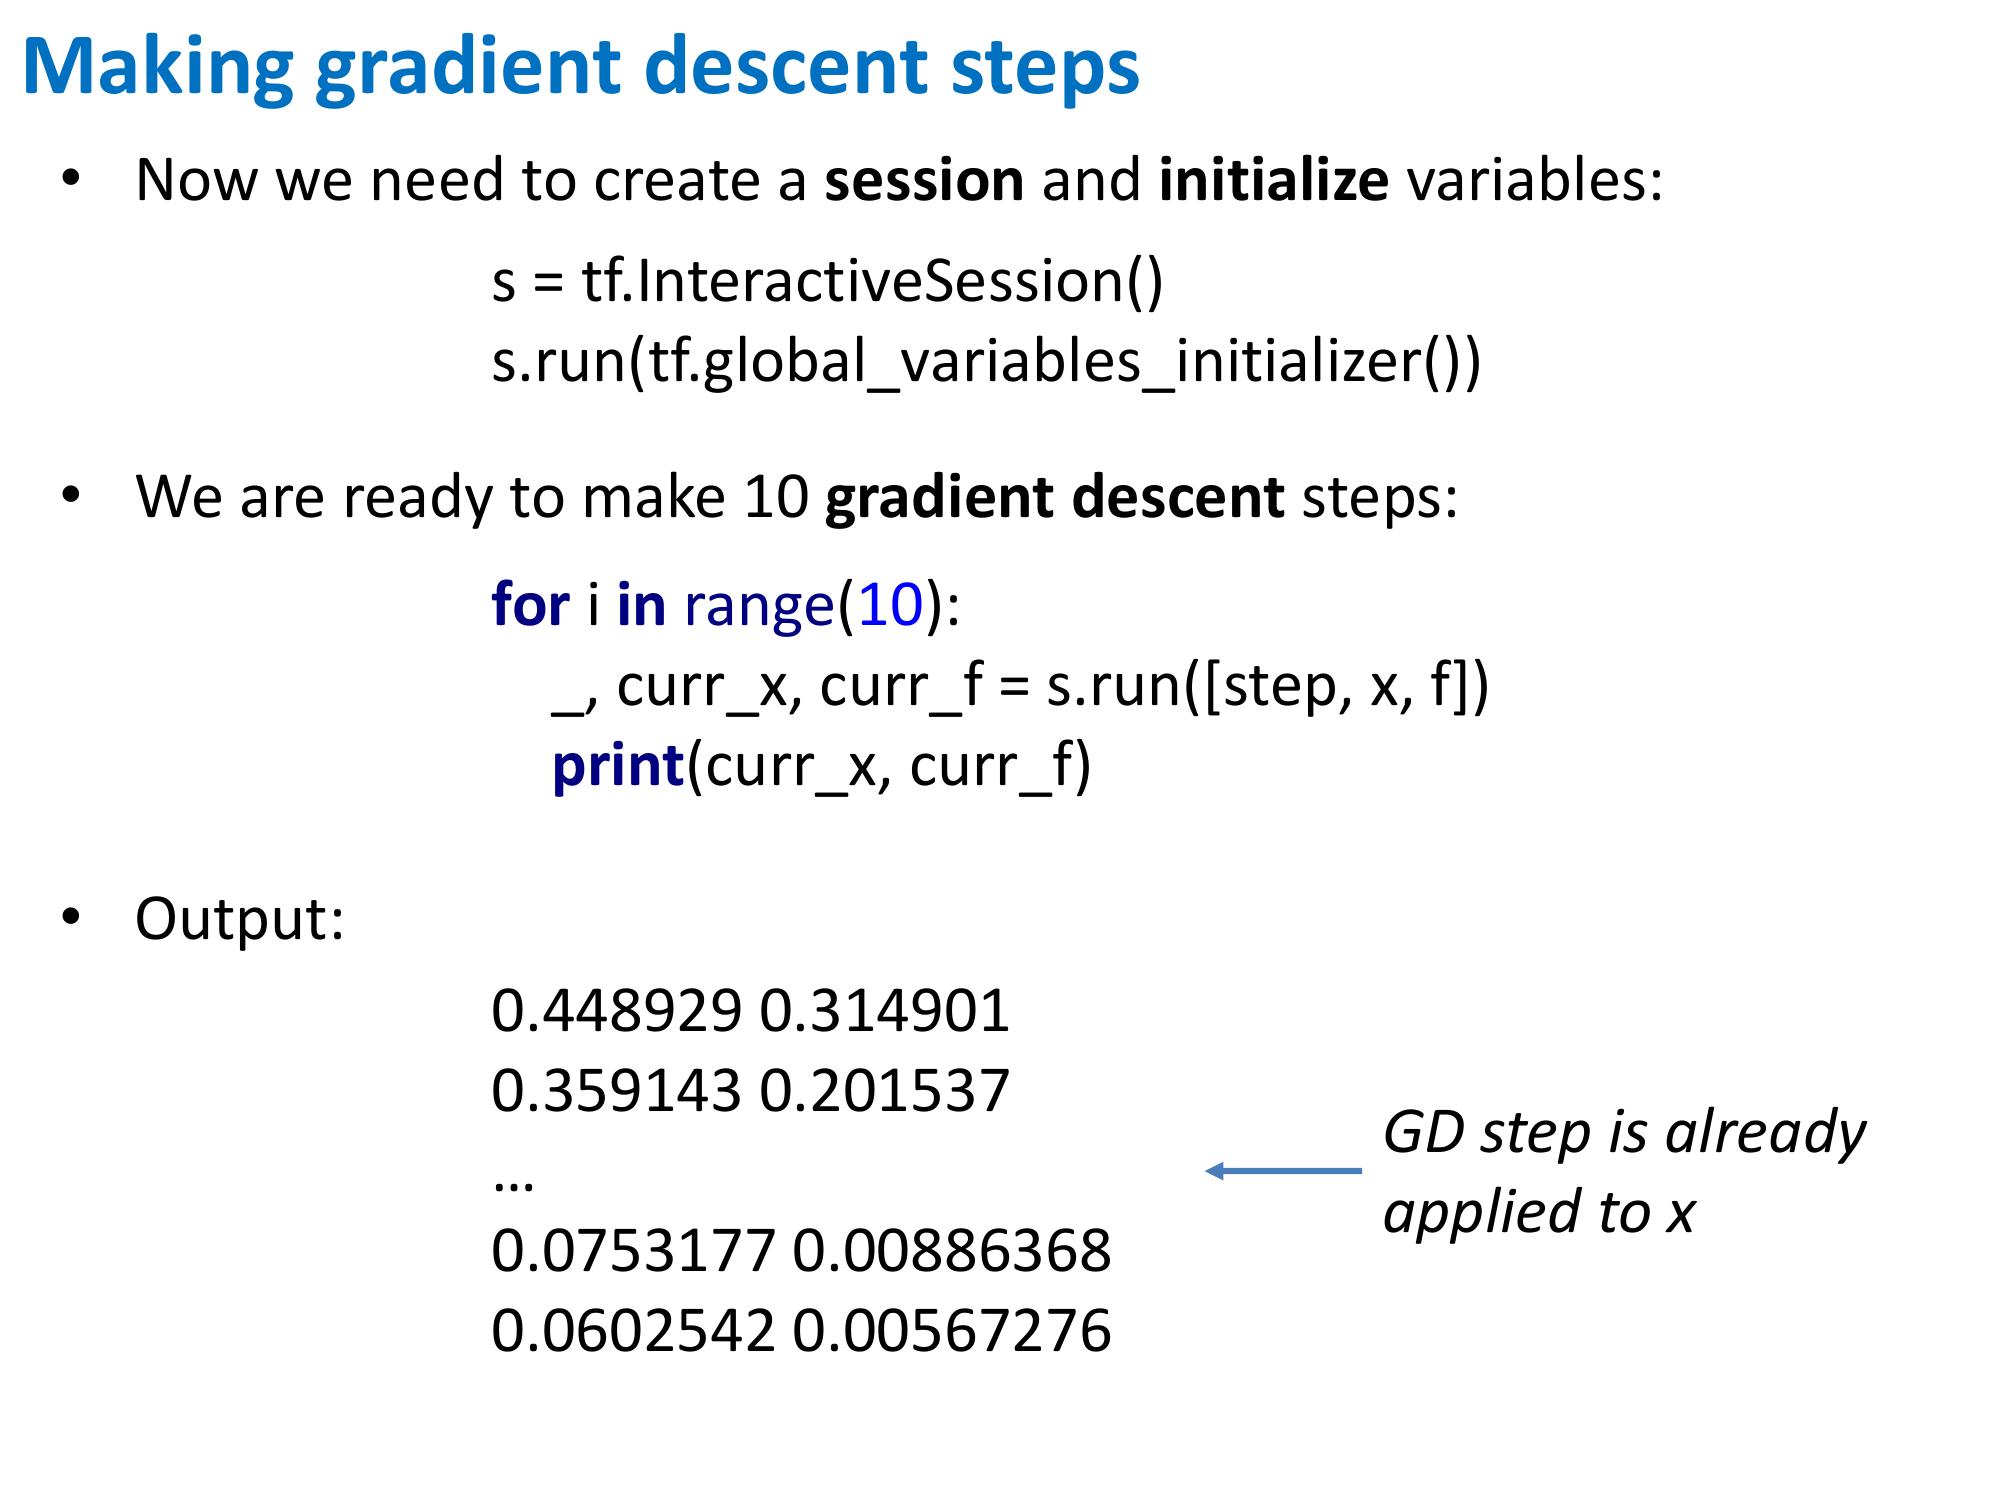 Making gradient descent steps
• Now we need to create a session and initialize variables:
s = tf.InteractiveSession()
s.run(tf.global_variables_initializer())
• We are ready to make 10 gradient descent steps:
for i in range(10):
_, curr_x, curr_f = s.run([step, x, f])
print(curr_x, curr_f)
• Output:
0.448929 0.314901
0.359143 0.201537
...
0.0753177 0.00886368
0.0602542 0.00567276
GD step is already
applied to x